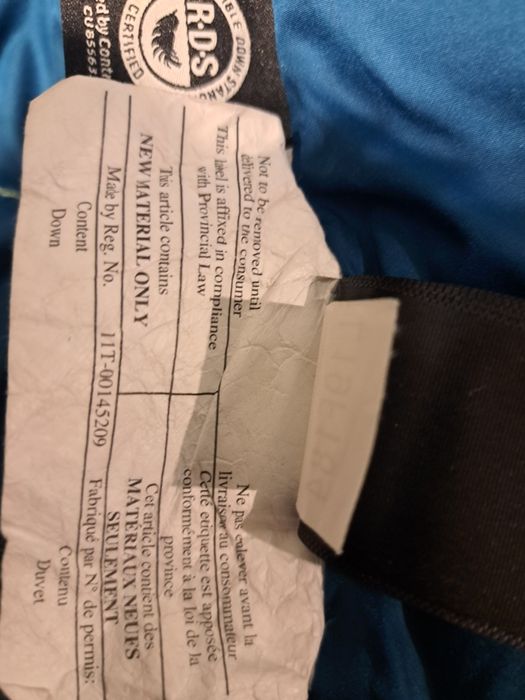 R·D·S
CERTIFIED
CU85563
Not to be removed until
delivered to the consumer
This label is affixed in compliance
with Provincial Law
This article contains
NEW MATERIAL ONLY
Made by Reg. No. 11T-00145209
Content
Down
Ne pas enlever avant la
livraison au consommateur
Cette etiquette est apposée
conformément à la loi de la
province
Cet article contient des
MATÉRIAUX NEUFS
SEULEMENT
Fabriqué par N° de permis:
Contenu
Duvet